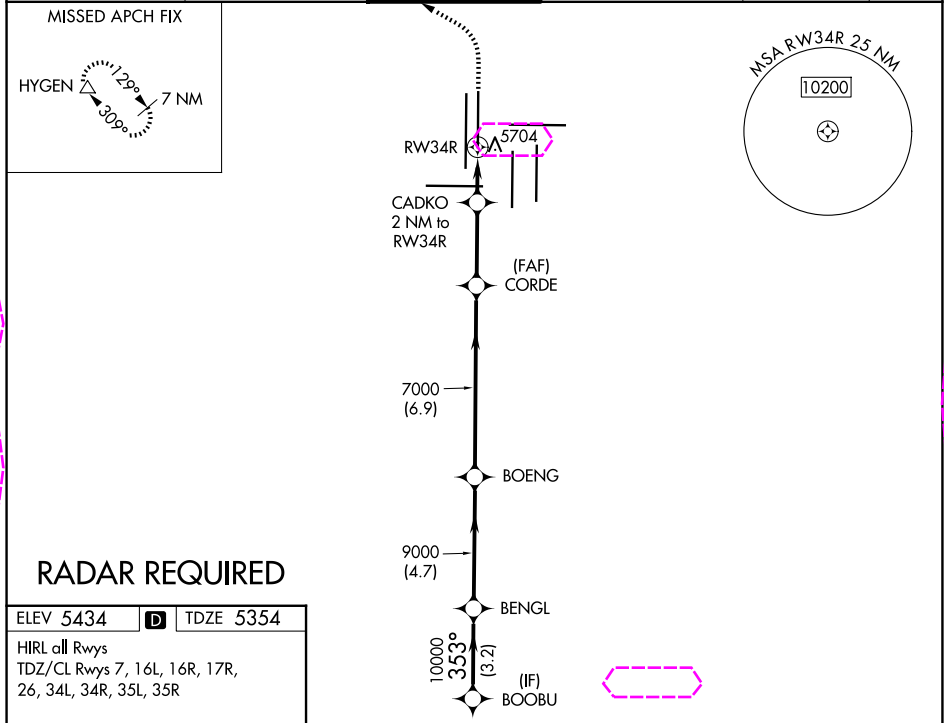 MISSED APCH FIX
HYGEN
129°
309°
7 NM
MSA RW34R 25 NM
10200
RW34R
5704
CADKO
2 NM to
RW34R
(FAF)
CORDE
7000
(6.9)
BOENG
9000
(4.7)
RADAR REQUIRED
BENGL
ELEV 5434
D
TDZE 5354
HIRL all Rwys
TDZ/CL Rwys 7, 16L, 16R, 17R,
26, 34L, 34R, 35L, 35R
10000
353°
(3.2)
(IF)
BOOBU